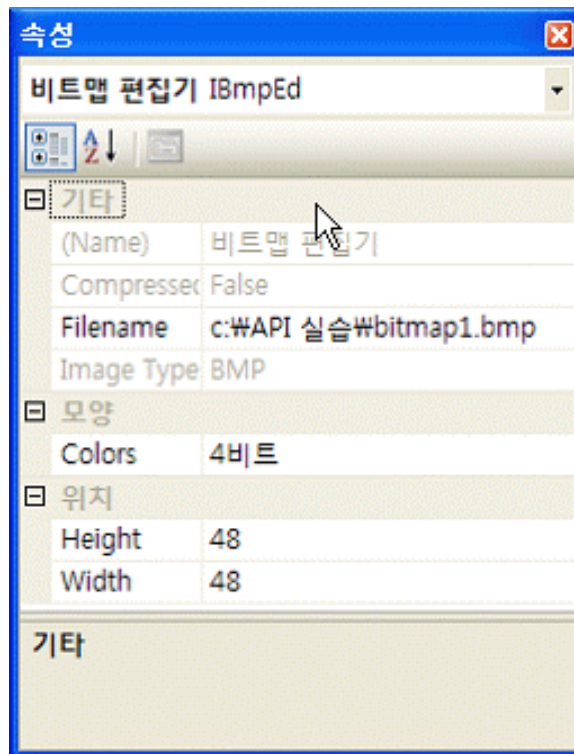 속성
비트맵 편집기 IBmpEd
기타
(Name) 비트맵 편집기
Compressed False
Filename c:₩API 실습₩bitmap1.bmp
Image Type BMP
모양
Colors 4비트
위치
Height 48
Width 48
기타